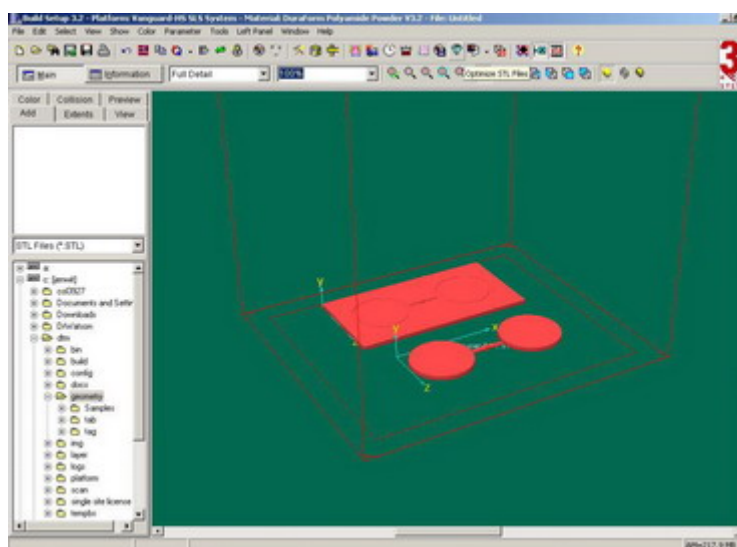 Build Setup 3.2 - Platform: Vanguard-HS SLS System - Material: Duraform Polyamide Powder V3.2 - File: Untitled
File Edit Select View Show Color Parameter Tools Left Panel Window Help
Main Information Full Detail 100% Optimize STL Files
Color Collision Preview
Add Extents View
STL Files (*.STL)
Documents and Settin
Downloads
dtm
bin
build
config
docs
geometry
Samples
tab
tag
img
layer
logs
platform
scan
single site license
Y
Y
X
Z
Z